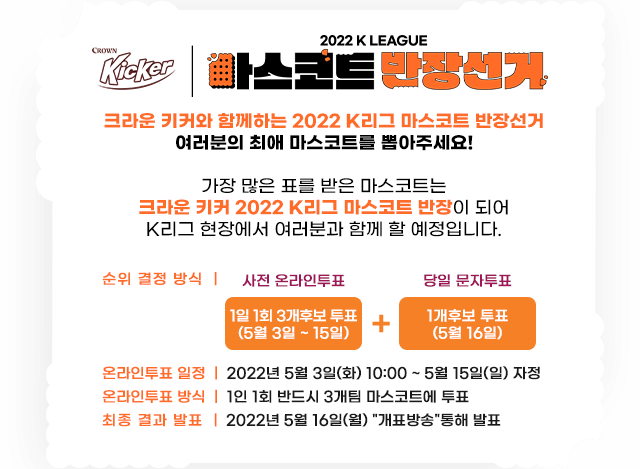 CROWN
Kicker
2022 K LEAGUE
마스코트 반장선거
크라운 키커와 함께하는 2022 K리그 마스코트 반장선거
여러분의 최애 마스코트를 뽑아주세요!
가장 많은 표를 받은 마스코트는
크라운 키커 2022 K리그 마스코트 반장이 되어
K리그 현장에서 여러분과 함께 할 예정입니다.
순위 결정 방식 | 사전 온라인투표 당일 문자투표
1일 1회 3개후보 투표
(5월 3일 ~ 15일)
+
1개후보 투표
(5월 16일)
온라인투표 일정 | 2022년 5월 3일(화) 10:00 ~ 5월 15일(일) 자정
온라인투표 방식 | 1인 1회 반드시 3개팀 마스코트에 투표
최종 결과 발표 | 2022년 5월 16일(월) "개표방송"통해 발표